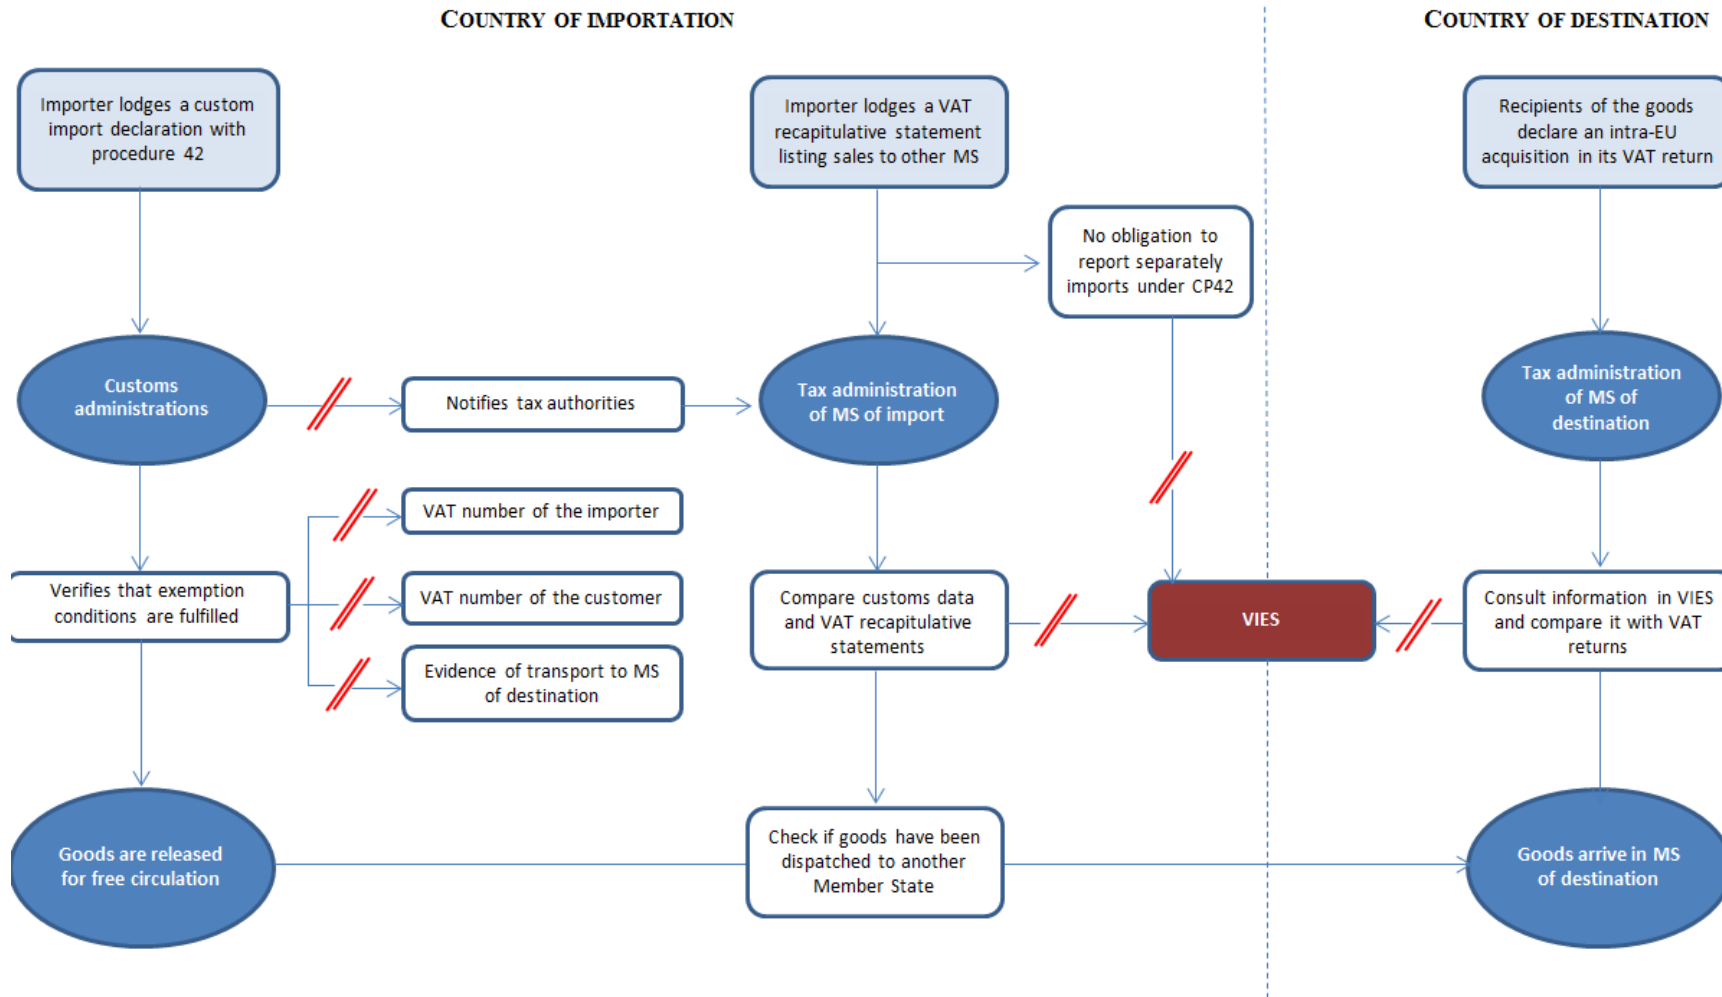 COUNTRY OF IMPORTATION
COUNTRY OF DESTINATION
Importer lodges a custom
import declaration with
procedure 42
Importer lodges a VAT
recapitulative statement
listing sales to other MS
Recipients of the goods
declare an intra-EU
acquisition in its VAT return
No obligation to
report separately
imports under CP42
Customs
administrations
Notifies tax authorities
Tax administration
of MS of import
Tax administration
of MS of
destination
VAT number of the importer
Verifies that exemption
conditions are fulfilled
VAT number of the customer
Evidence of transport to MS
of destination
Compare customs data
and VAT recapitulative
statements
VIES
Consult information in VIES
and compare it with VAT
returns
Goods are released
for free circulation
Check if goods have been
dispatched to another
Member State
Goods arrive in MS
of destination